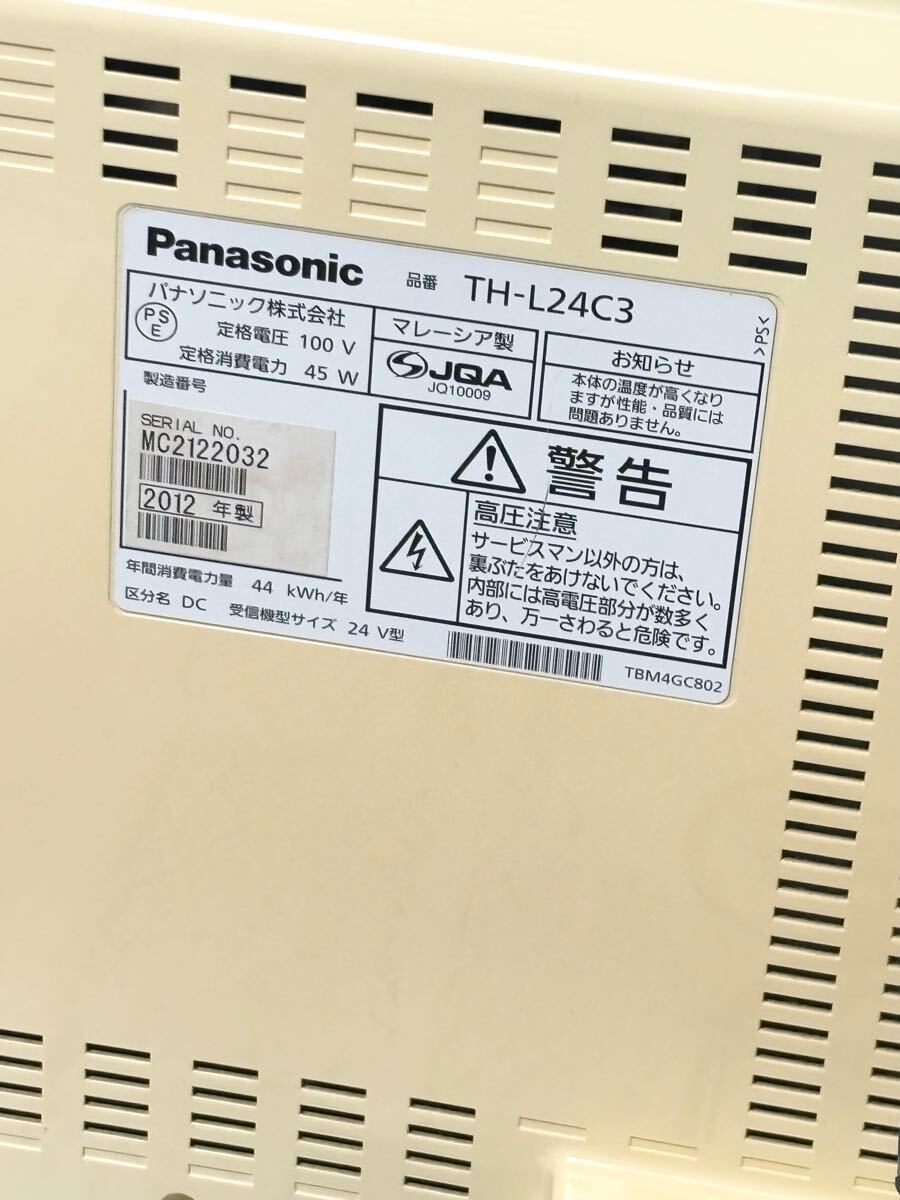 Panasonic 品番 TH-L24C3
パナソニック株式会社
PS
E
定格電圧 100 V
定格消費電力 45 W
マレーシア製
JQA
JQ10009
お知らせ
本体の温度が高くなり
ますが性能・品質には
問題ありません。
>PS<
製造番号
SERIAL NO.
MC2122032
2012 年製
警告
高圧注意
サービスマン以外の方は、
裏ぶたをあけないでください。
内部には高電圧部分が数多く
あり、万一さわると危険です。
年間消費電力量 44 kWh/年
区分名 DC 受信機型サイズ 24 V型
TBM4GC802